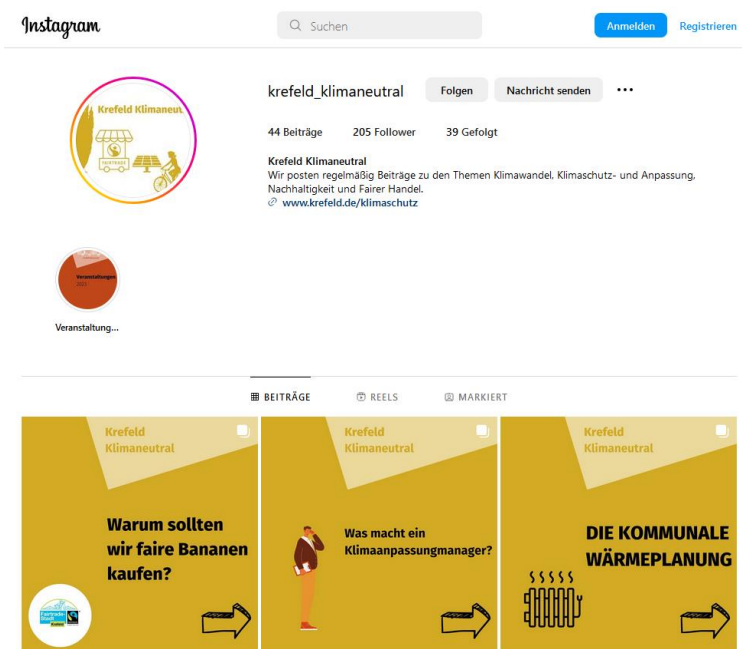 Instagram
Suchen
Anmelden
Registrieren
Krefeld Klimaneut
FAIRTRADE
krefeld_klimaneutral
Folgen
Nachricht senden
44 Beiträge
205 Follower
39 Gefolgt
Krefeld Klimaneutral
Wir posten regelmäßig Beiträge zu den Themen Klimawandel, Klimaschutz- und Anpassung,
Nachhaltigkeit und Fairer Handel.
www.krefeld.de/klimaschutz
Veranstaltungen
Veranstaltung...
BEITRÄGE
REELS
MARKIERT
Krefeld
Klimaneutral
Warum sollten
wir faire Bananen
kaufen?
Fairtrade-
Stadt
Krefeld
Klimaneutral
Was macht ein
Klimaanpassungmanager?
Krefeld
Klimaneutral
DIE KOMMUNALE
WÄRMEPLANUNG